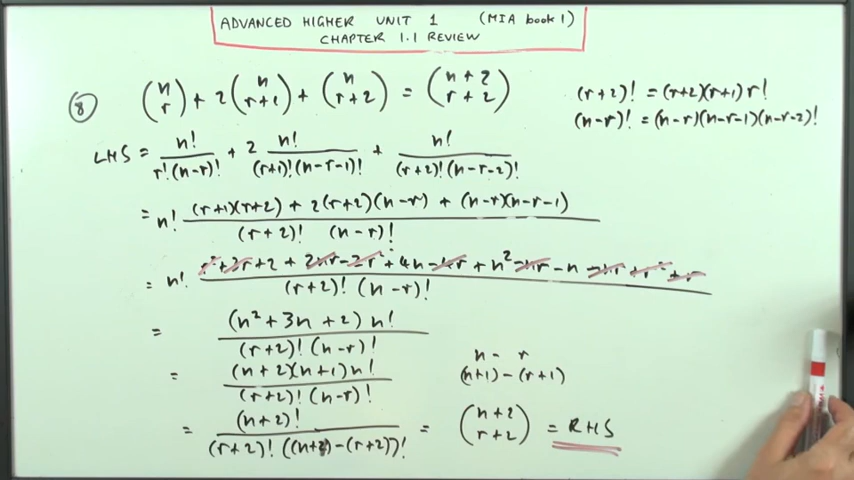 ADVANCED HIGHER UNIT 1 (MIA book 1)
CHAPTER 1.1 REVIEW
⑧ (n r) + 2(n r+1) + (n r+2) = (n+2 r+2)
(r+2)! = (r+2)(r+1) r!
(n-r)! = (n-r)(n-r-1)(n-r-2)!
LHS = n!/(r!(n-r)!) + 2 n!/((r+1)!(n-r-1)!) + n!/((r+2)!(n-r-2)!)
= n! ((r+1)(r+2) + 2(r+2)(n-r) + (n-r)(n-r-1))/((r+2)! (n-r)!)
= n! (r²+3r+2 + 2nr-2r²+4n-4r + n²-nr-n-nr+r²+r)/((r+2)! (n-r)!)
= (n²+3n+2) n!/((r+2)! (n-r)!)
= (n+2)(n+1)n!/((r+2)! (n-r)!)
n - r
(n+1)-(r+1)
= (n+2)!/((r+2)! ((n+2)-(r+2))!) = (n+2 r+2) = RHS